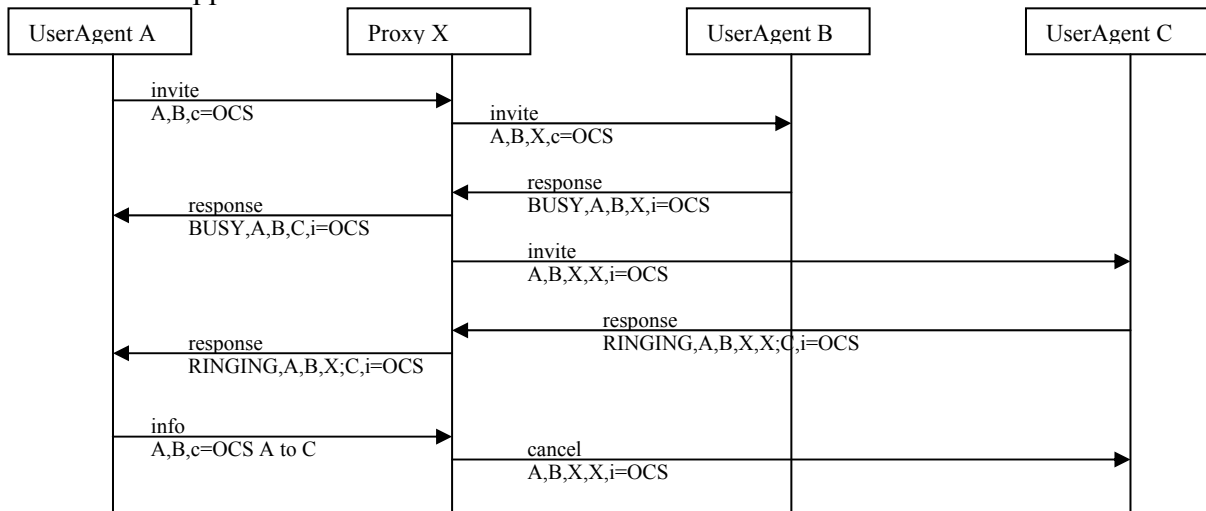 UserAgent A
Proxy X
UserAgent B
UserAgent C
invite
A,B,c=OCS
invite
A,B,X,c=OCS
response
BUSY,A,B,X,i=OCS
response
BUSY,A,B,C,i=OCS
invite
A,B,X,X,i=OCS
response
RINGING,A,B,X,X;C,i=OCS
response
RINGING,A,B,X;C,i=OCS
info
A,B,c=OCS A to C
cancel
A,B,X,X,i=OCS